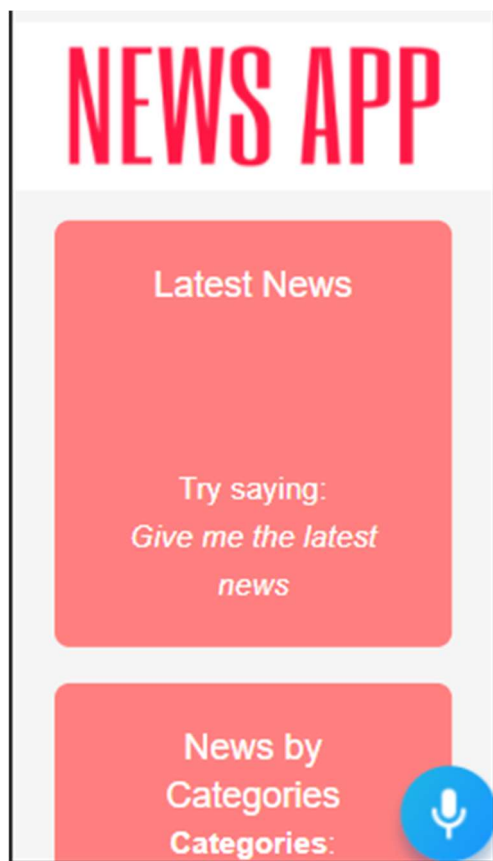 NEWS APP
Latest News
Try saying:
Give me the latest
news
News by
Categories
Categories: